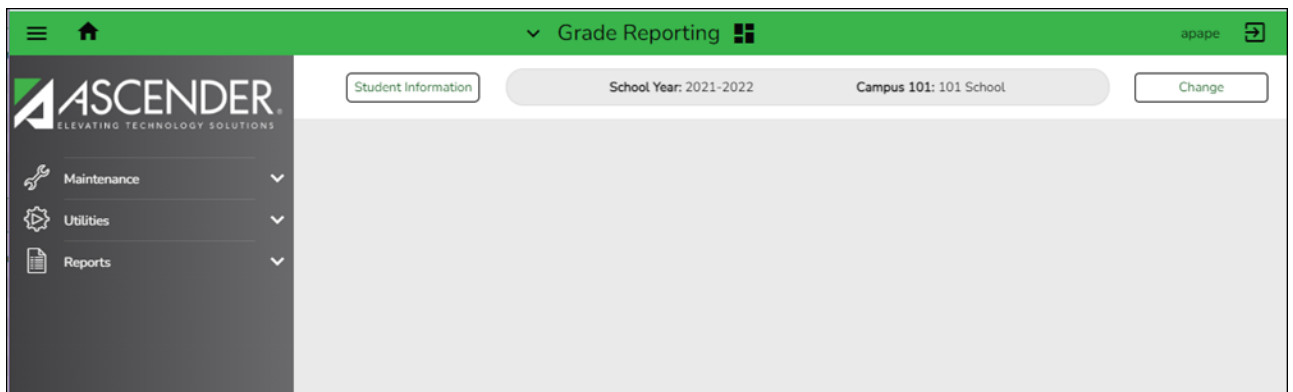 Grade Reporting
apape
ASCENDER®
ELEVATING TECHNOLOGY SOLUTIONS
Student Information
School Year: 2021-2022 Campus 101: 101 School
Change
Maintenance
Utilities
Reports